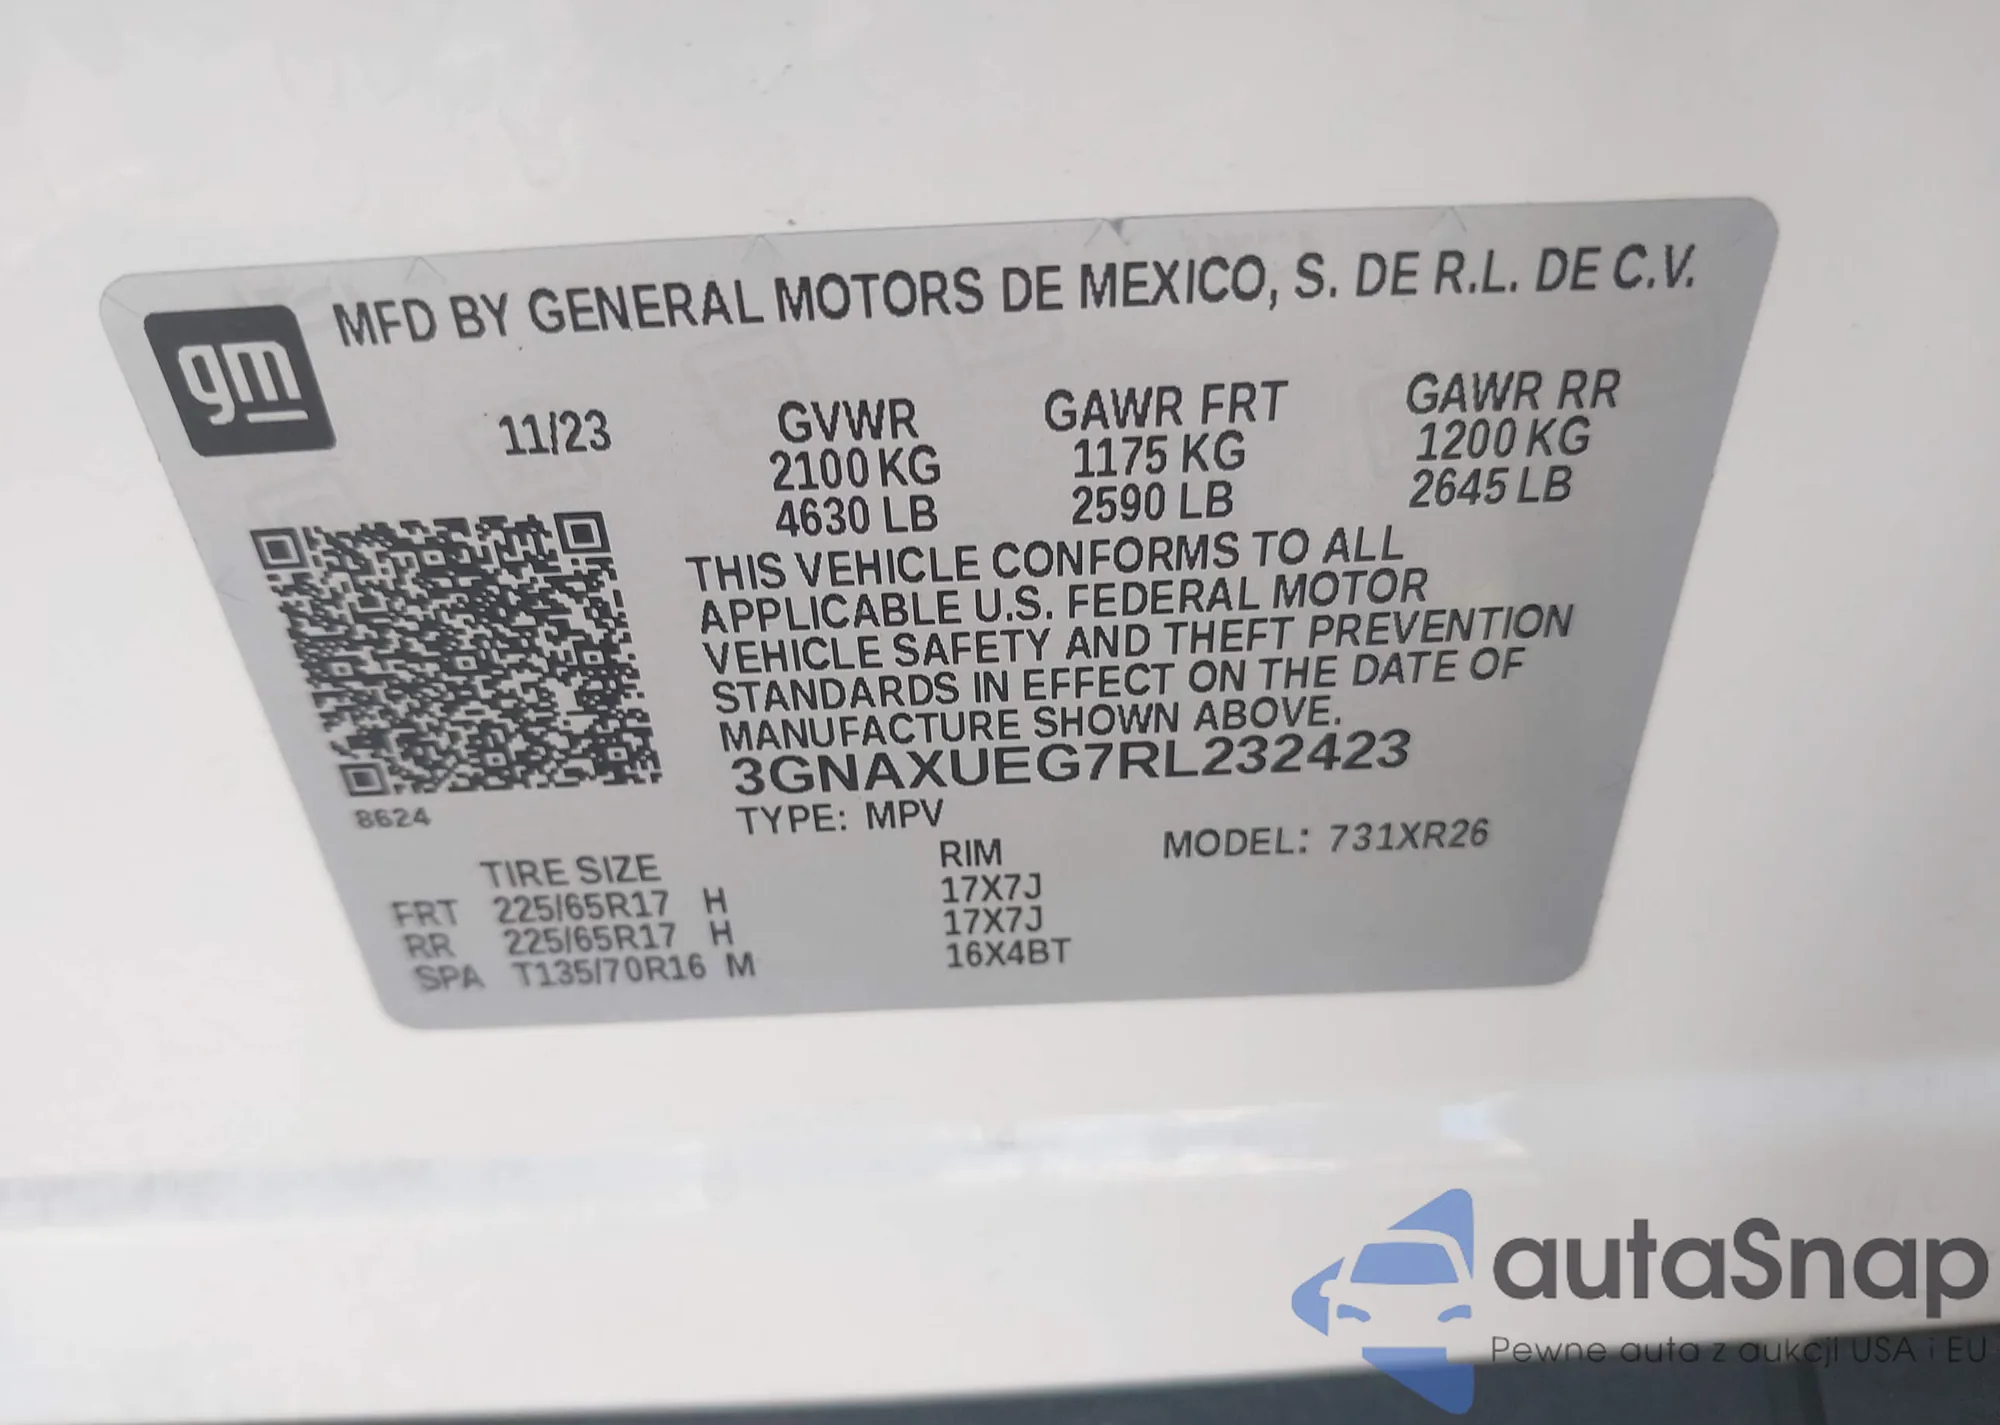 gm
MFD BY GENERAL MOTORS DE MEXICO, S. DE R.L. DE C.V.
11/23
GVWR GAWR FRT GAWR RR
2100 KG 1175 KG 1200 KG
4630 LB 2590 LB 2645 LB
THIS VEHICLE CONFORMS TO ALL
APPLICABLE U.S. FEDERAL MOTOR
VEHICLE SAFETY AND THEFT PREVENTION
STANDARDS IN EFFECT ON THE DATE OF
MANUFACTURE SHOWN ABOVE.
3GNAXUEG7RL232423
8624
TYPE: MPV MODEL: 731XR26
TIRE SIZE RIM
FRT 225/65R17 H 17X7J
RR 225/65R17 H 17X7J
SPA T135/70R16 M 16X4BT
autaSnap
Pewne auta z aukcji USA i EU